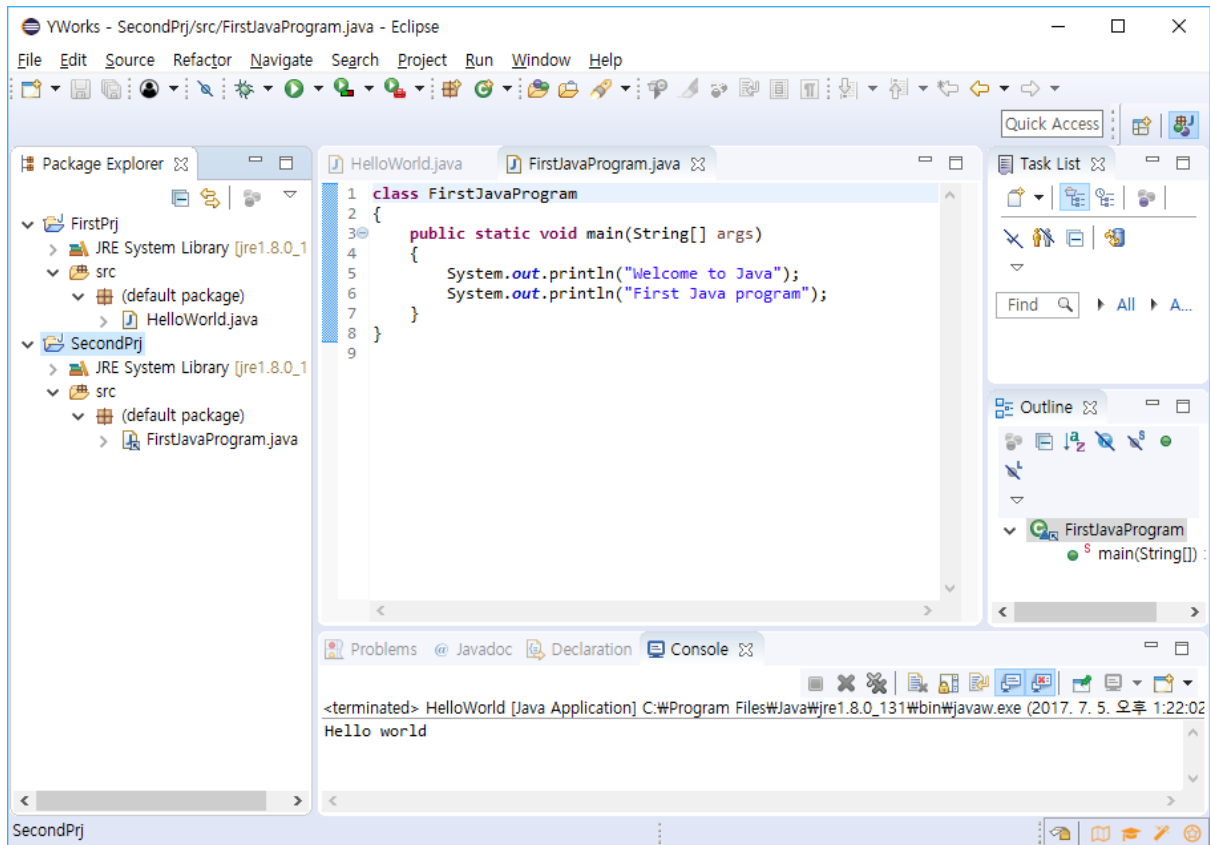 YWorks - SecondPrj/src/FirstJavaProgram.java - Eclipse
File Edit Source Refactor Navigate Search Project Run Window Help
Quick Access
Package Explorer
FirstPrj
JRE System Library [jre1.8.0_1
src
(default package)
HelloWorld.java
SecondPrj
JRE System Library [jre1.8.0_1
src
(default package)
FirstJavaProgram.java
HelloWorld.java FirstJavaProgram.java
1 class FirstJavaProgram
2 {
3 public static void main(String[] args)
4 {
5 System.out.println("Welcome to Java");
6 System.out.println("First Java program");
7 }
8 }
9
Task List
Find All A...
Outline
FirstJavaProgram
S main(String[]) :
Problems @ Javadoc Declaration Console
<terminated> HelloWorld [Java Application] C:₩Program Files₩Java₩jre1.8.0_131₩bin₩javaw.exe (2017. 7. 5. 오후 1:22:02
Hello world
SecondPrj